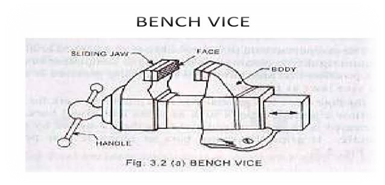 BENCH VICE
SLIDING JAW
FACE
BODY
HANDLE
Fig. 3.2 (a) BENCH VICE